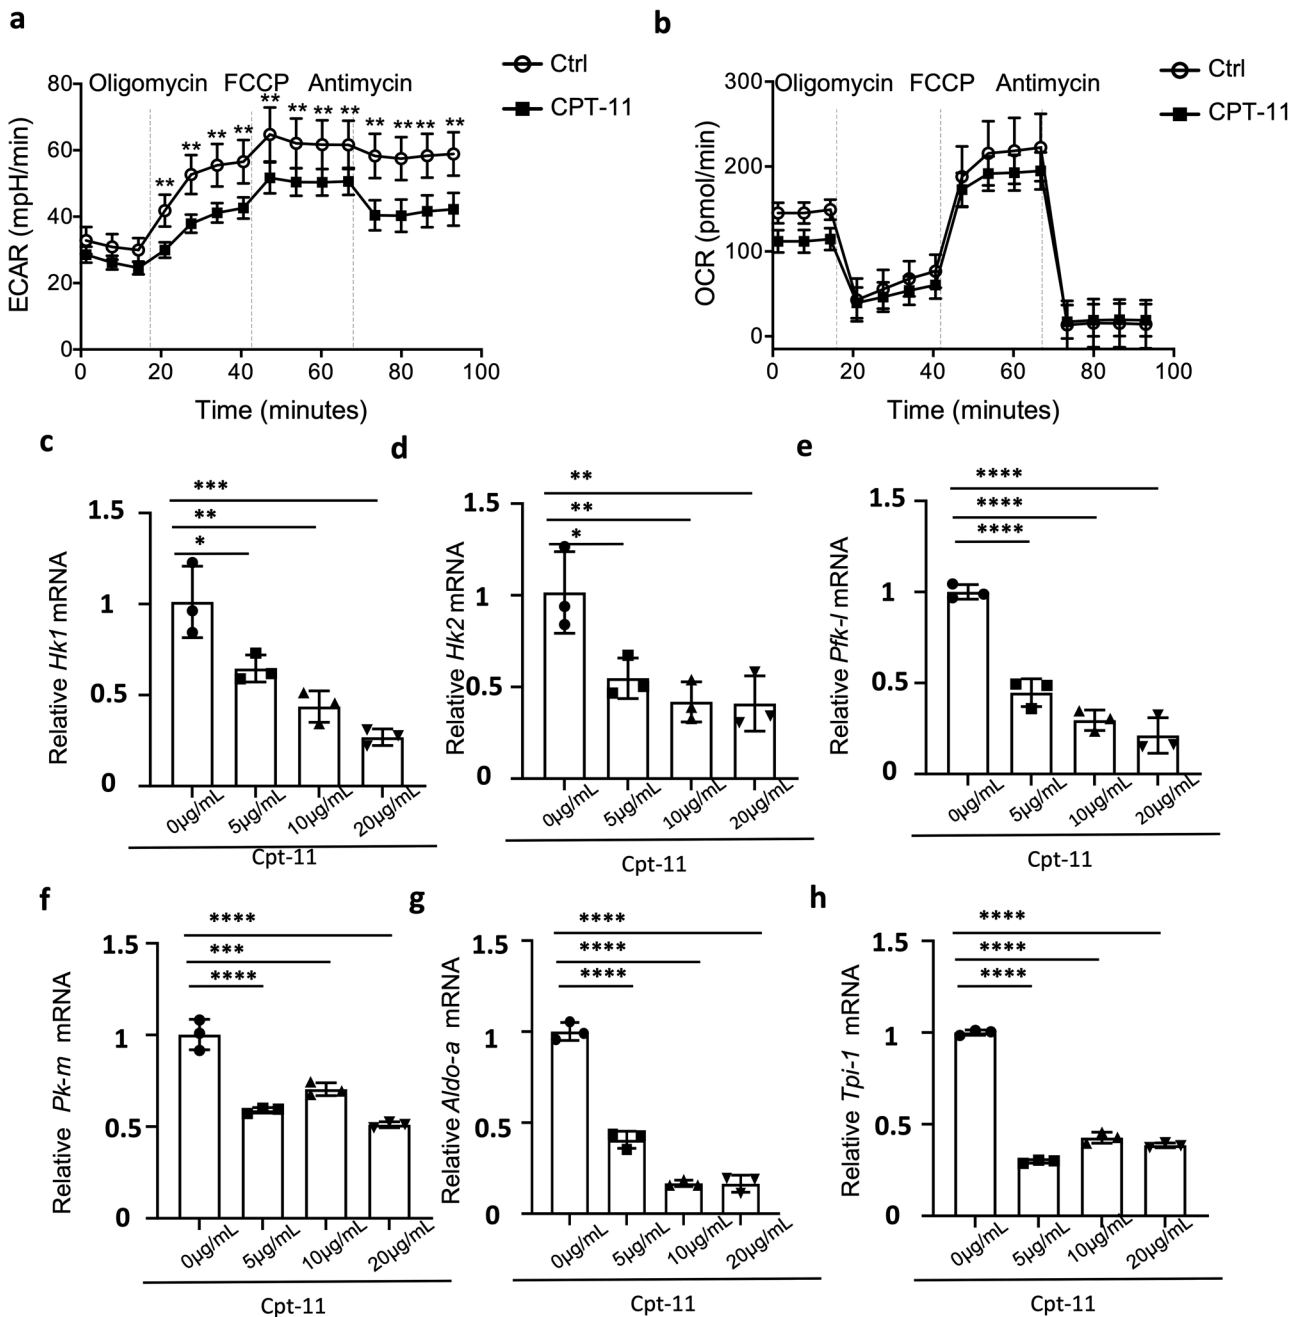 a
Ctrl
CPT-11
Oligomycin FCCP Antimycin
** ** ** ** ** ** ** ** ** ** ** **
80
60
40
20
0
0 20 40 60 80 100
ECAR (mpH/min)
Time (minutes)
b
Ctrl
CPT-11
Oligomycin FCCP Antimycin
300
200
100
0
0 20 40 60 80 100
OCR (pmol/min)
Time (minutes)
c
***
**
*
1.5
1
0.5
0
Relative Hk1 mRNA
0µg/mL 5µg/mL 10µg/mL 20µg/mL
Cpt-11
d
**
**
*
1.5
1
0.5
0
Relative Hk2 mRNA
0µg/mL 5µg/mL 10µg/mL 20µg/mL
Cpt-11
e
****
****
****
1.5
1
0.5
0
Relative Pfk-l mRNA
0µg/mL 5µg/mL 10µg/mL 20µg/mL
Cpt-11
f
****
***
****
1.5
1
0.5
0
Relative Pk-m mRNA
0µg/mL 5µg/mL 10µg/mL 20µg/mL
Cpt-11
g
****
****
****
1.5
1
0.5
0
Relative Aldo-a mRNA
0µg/mL 5µg/mL 10µg/mL 20µg/mL
Cpt-11
h
****
****
****
1.5
1
0.5
0
Relative Tpi-1 mRNA
0µg/mL 5µg/mL 10µg/mL 20µg/mL
Cpt-11